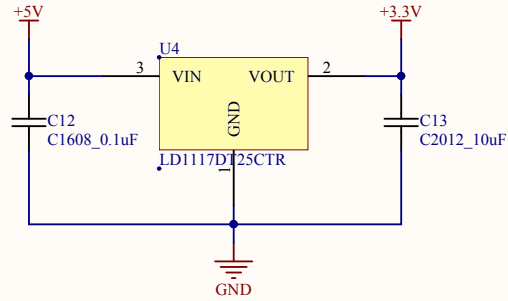 +5V
+3.3V
U4
3
VIN
VOUT
2
GND
C12
C1608_0.1uF
C13
C2012_10uF
1
LD1117DT25CTR
GND